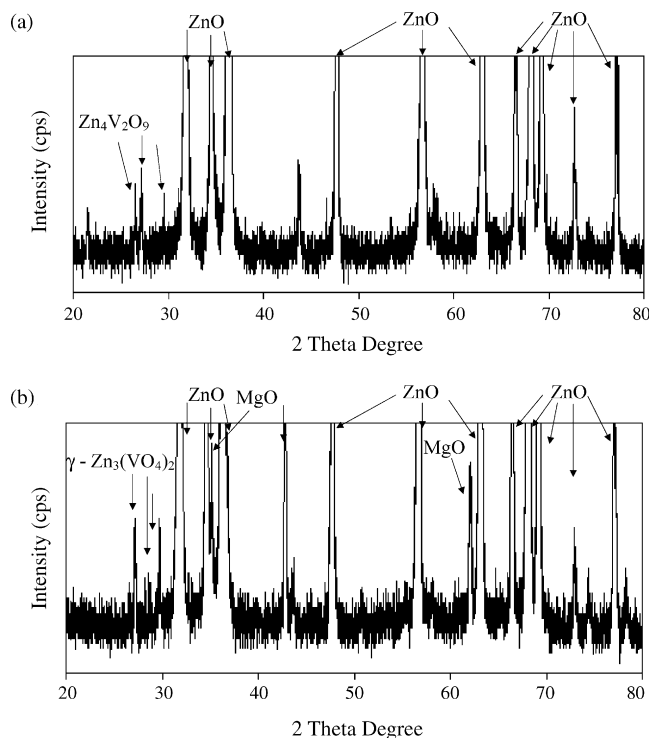 (a)
ZnO
ZnO
ZnO
Zn₄V₂O₉
Intensity (cps)
20 30 40 50 60 70 80
2 Theta Degree
(b)
ZnO
MgO
ZnO
ZnO
MgO
γ - Zn₃(VO₄)₂
Intensity (cps)
20 30 40 50 60 70 80
2 Theta Degree